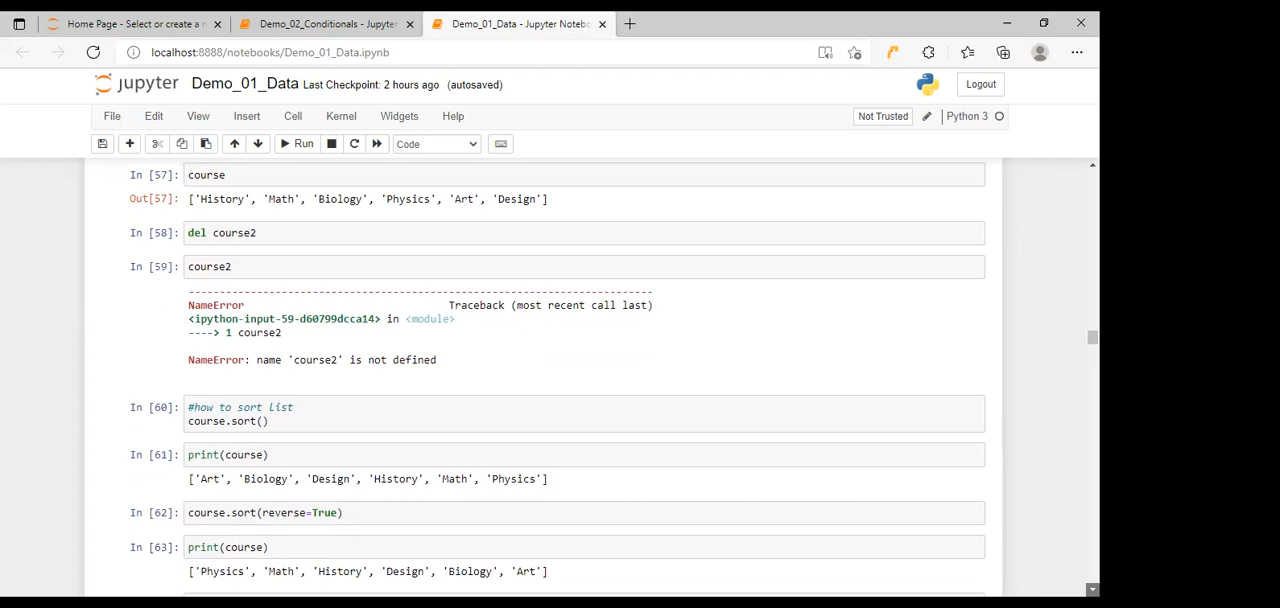 Home Page - Select or create a n
Demo_02_Conditionals - Jupyter
Demo_01_Data - Jupyter Notebo
localhost:8888/notebooks/Demo_01_Data.ipynb
jupyter Demo_01_Data Last Checkpoint: 2 hours ago (autosaved)
Logout
File Edit View Insert Cell Kernel Widgets Help
Not Trusted
Python 3
Run
Code
In [57]: course
Out[57]: ['History', 'Math', 'Biology', 'Physics', 'Art', 'Design']
In [58]: del course2
In [59]: course2
---------------------------------------------------------------------------
NameError Traceback (most recent call last)
<ipython-input-59-d60799dcca14> in <module>
----> 1 course2
NameError: name 'course2' is not defined
In [60]: #how to sort list
course.sort()
In [61]: print(course)
['Art', 'Biology', 'Design', 'History', 'Math', 'Physics']
In [62]: course.sort(reverse=True)
In [63]: print(course)
['Physics', 'Math', 'History', 'Design', 'Biology', 'Art']